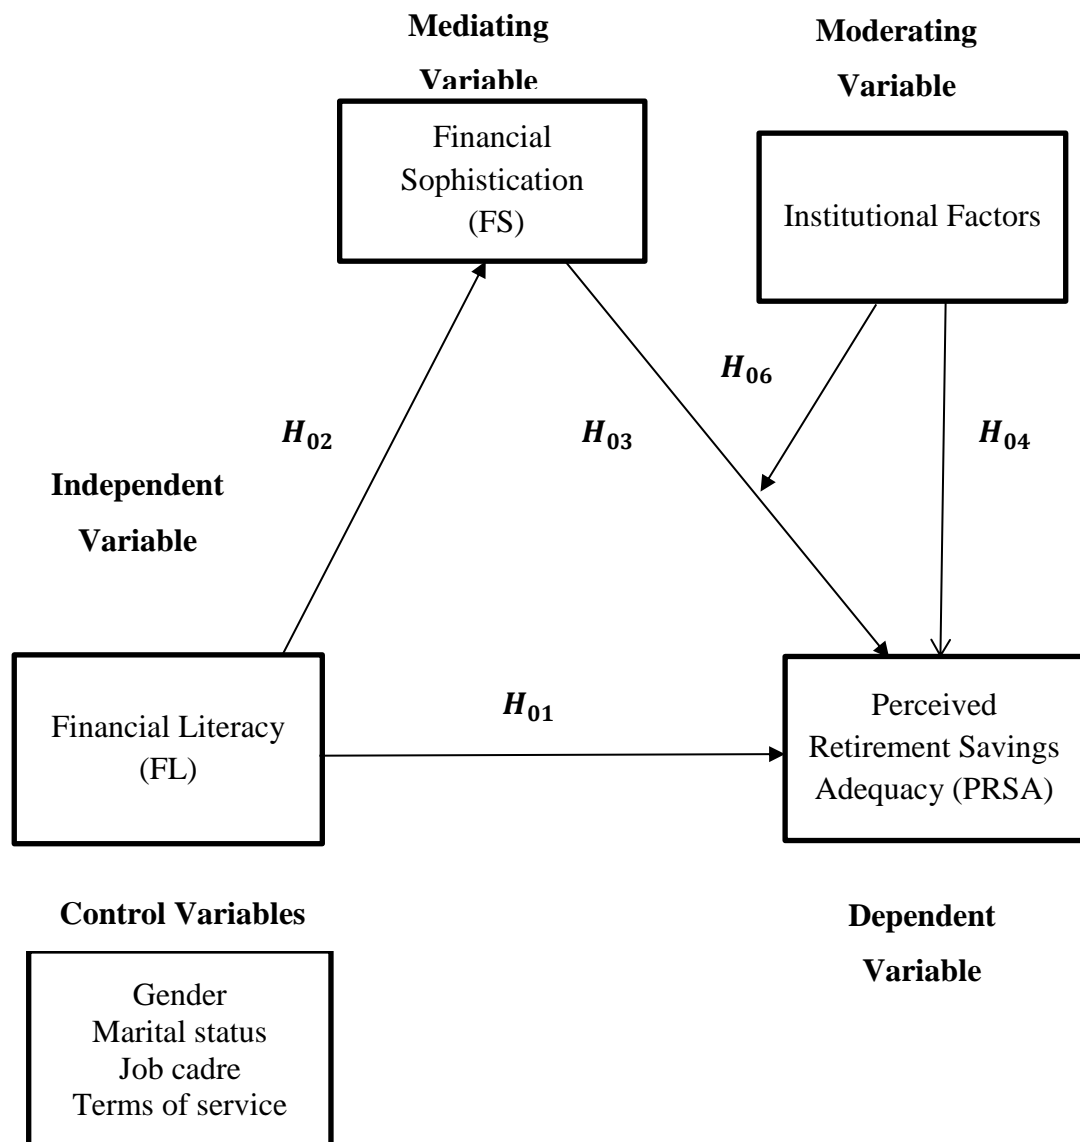 Mediating
Variable
Moderating
Variable
Financial
Sophistication
(FS)
Institutional Factors
H06
H02
H03
H04
Independent
Variable
Financial Literacy
(FL)
H01
Perceived
Retirement Savings
Adequacy (PRSA)
Control Variables
Dependent
Variable
Gender
Marital status
Job cadre
Terms of service